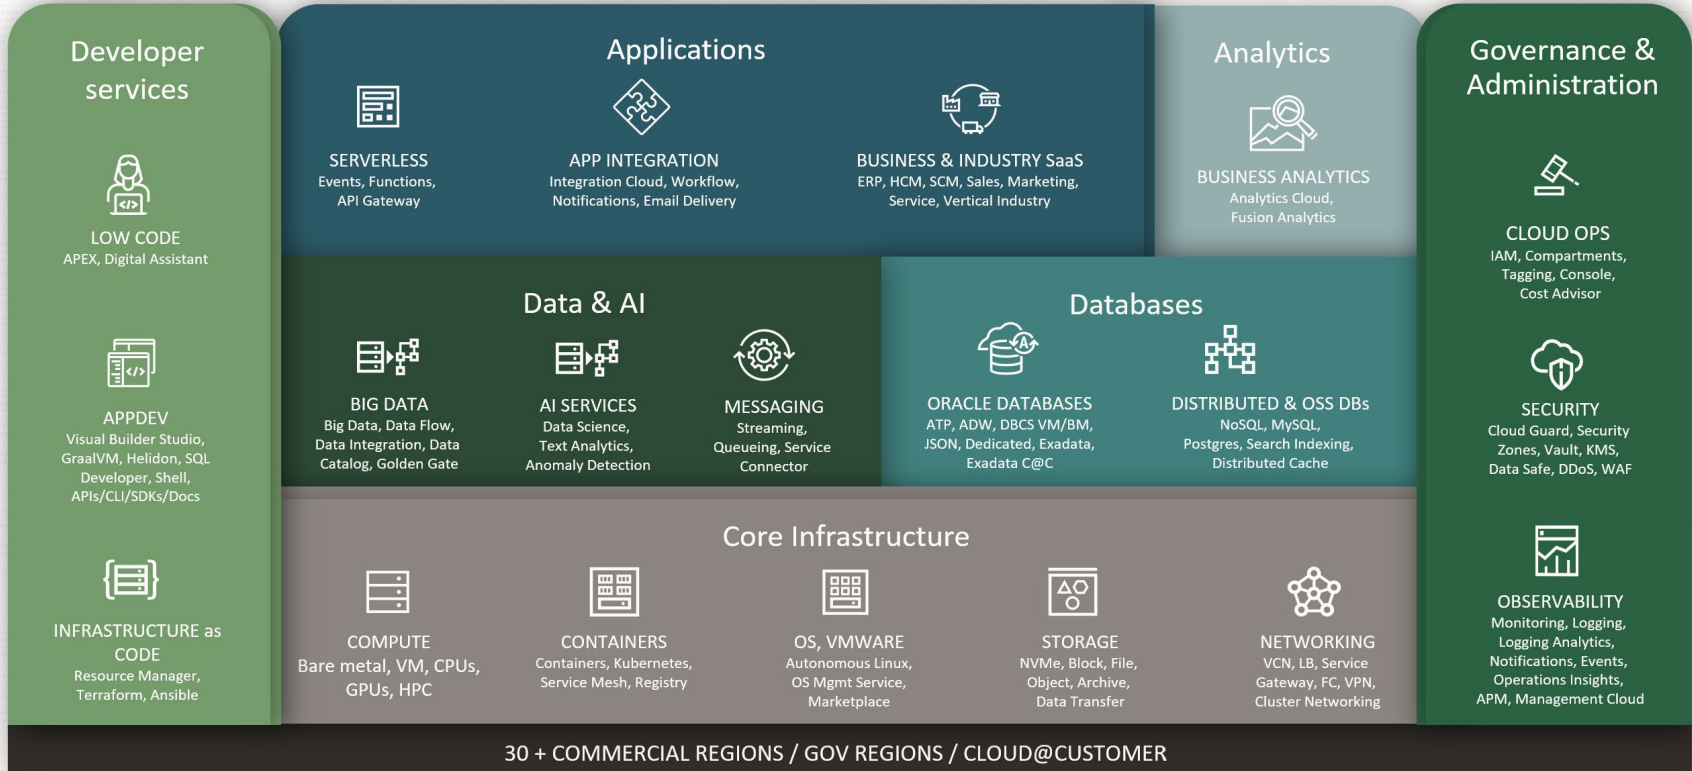 Developer
services
LOW CODE
APEX, Digital Assistant
APPDEV
Visual Builder Studio,
GraalVM, Helidon, SQL
Developer, Shell,
APIs/CLI/SDKs/Docs
INFRASTRUCTURE as
CODE
Resource Manager,
Terraform, Ansible
Applications
SERVERLESS
Events, Functions,
API Gateway
APP INTEGRATION
Integration Cloud, Workflow,
Notifications, Email Delivery
BUSINESS & INDUSTRY SaaS
ERP, HCM, SCM, Sales, Marketing,
Service, Vertical Industry
Analytics
BUSINESS ANALYTICS
Analytics Cloud,
Fusion Analytics
Data & AI
BIG DATA
Big Data, Data Flow,
Data Integration, Data
Catalog, Golden Gate
AI SERVICES
Data Science,
Text Analytics,
Anomaly Detection
MESSAGING
Streaming,
Queueing, Service
Connector
Databases
A
ORACLE DATABASES
ATP, ADW, DBCS VM/BM,
JSON, Dedicated, Exadata,
Exadata C@C
DISTRIBUTED & OSS DBs
NoSQL, MySQL,
Postgres, Search Indexing,
Distributed Cache
Core Infrastructure
COMPUTE
Bare metal, VM, CPUs,
GPUs, HPC
CONTAINERS
Containers, Kubernetes,
Service Mesh, Registry
OS, VMWARE
Autonomous Linux,
OS Mgmt Service,
Marketplace
STORAGE
NVMe, Block, File,
Object, Archive,
Data Transfer
NETWORKING
VCN, LB, Service
Gateway, FC, VPN,
Cluster Networking
Governance &
Administration
CLOUD OPS
IAM, Compartments,
Tagging, Console,
Cost Advisor
SECURITY
Cloud Guard, Security
Zones, Vault, KMS,
Data Safe, DDoS, WAF
OBSERVABILITY
Monitoring, Logging,
Logging Analytics,
Notifications, Events,
Operations Insights,
APM, Management Cloud
30 + COMMERCIAL REGIONS / GOV REGIONS / CLOUD@CUSTOMER